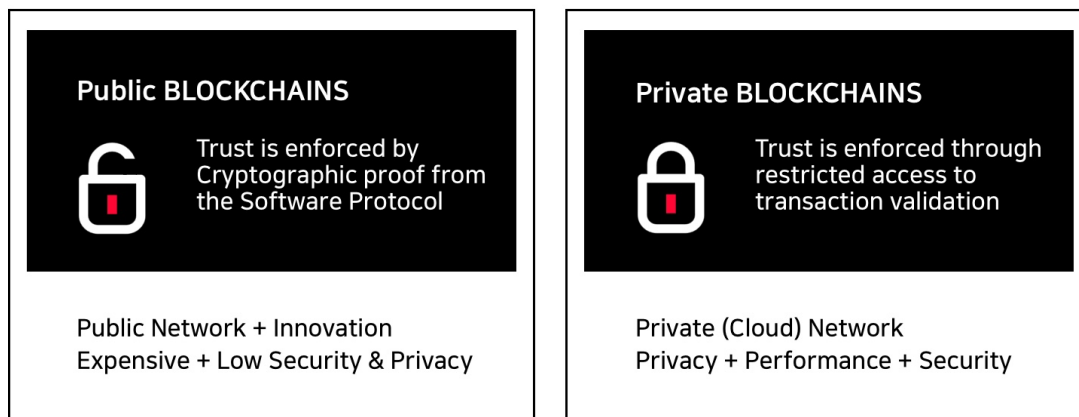 Public BLOCKCHAINS
Trust is enforced by
Cryptographic proof from
the Software Protocol
Public Network + Innovation
Expensive + Low Security & Privacy
Private BLOCKCHAINS
Trust is enforced through
restricted access to
transaction validation
Private (Cloud) Network
Privacy + Performance + Security